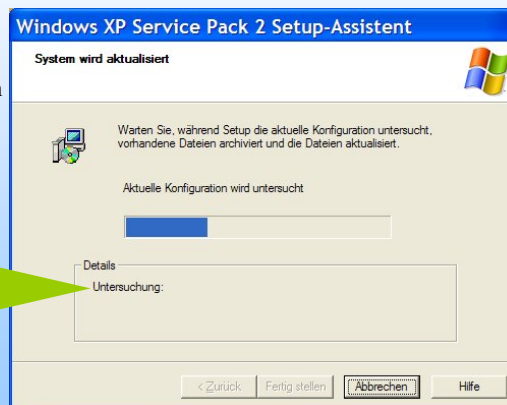 Windows XP Service Pack 2 Setup-Assistent
System wird aktualisiert
Warten Sie, während Setup die aktuelle Konfiguration untersucht,
vorhandene Dateien archiviert und die Dateien aktualisiert.
Aktuelle Konfiguration wird untersucht
Details
Untersuchung:
< Zurück Fertig stellen Abbrechen Hilfe